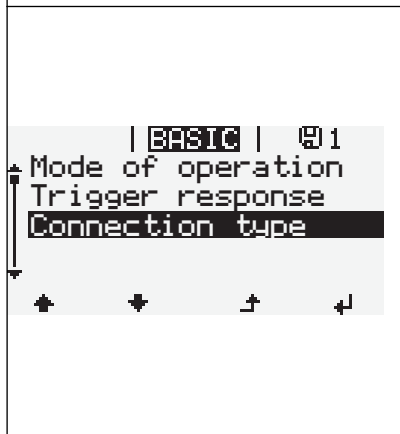 | BASIC | 1
Mode of operation
Trigger response
Connection type